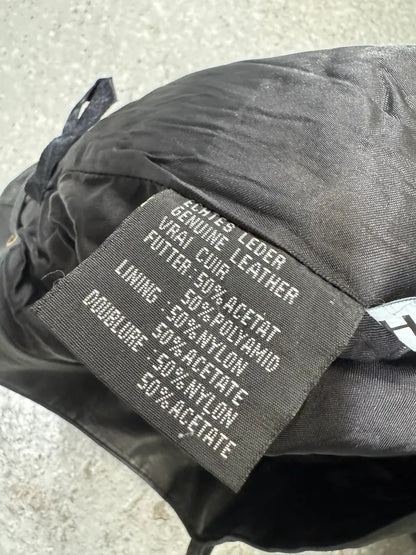 ECHTES LEDER
GENUINE LEATHER
VRAI CUIR
FUTTER: 50% ACETAT
50% POLYAMID
LINING : 50% NYLON
50% ACETATE
DOUBLURE : 50% NYLON
50% ACETATE
H